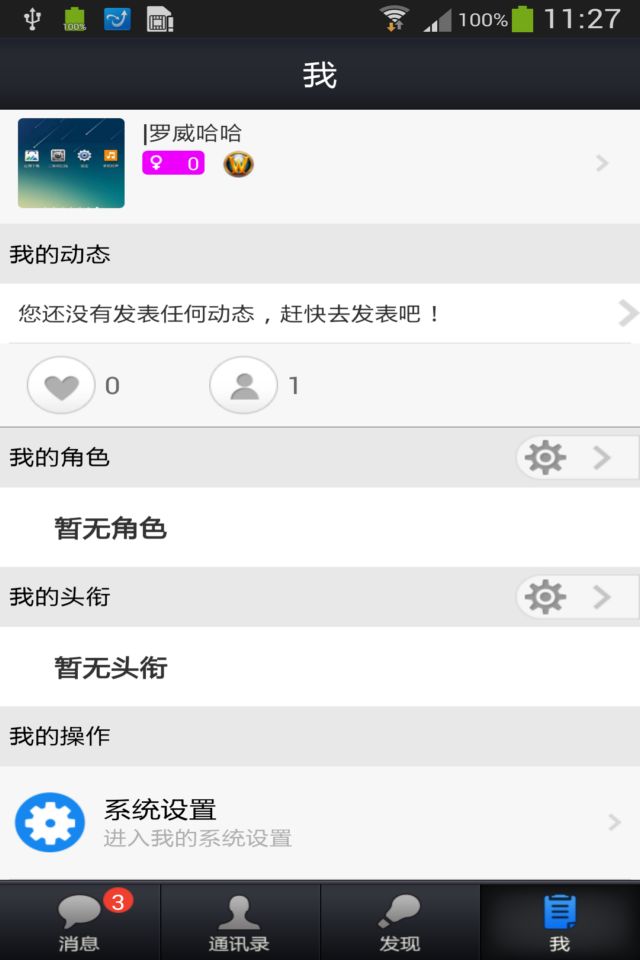 100%
100%
11:27
我
|罗威哈哈
♀ 0
我的动态
您还没有发表任何动态，赶快去发表吧！
0
1
我的角色
暂无角色
我的头衔
暂无头衔
我的操作
系统设置
进入我的系统设置
3
消息
通讯录
发现
我